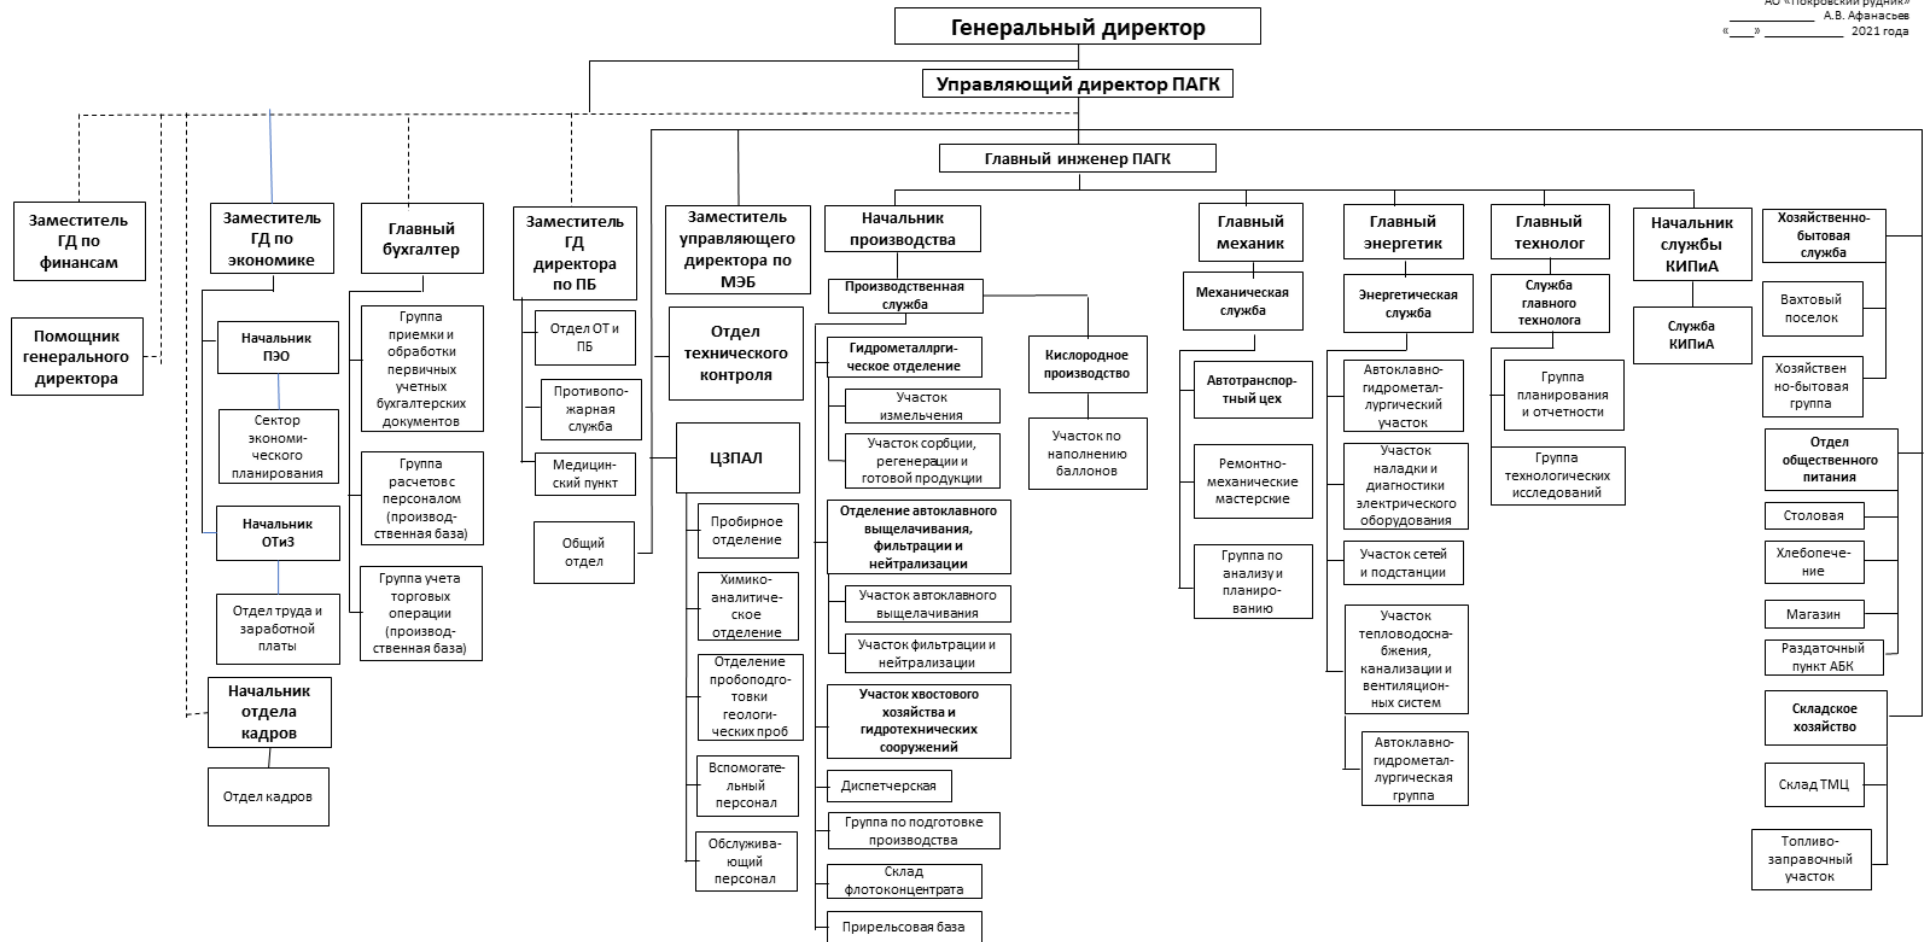 АО «Покровский рудник»
____________ А.В. Афанасьев
«___» ____________ 2021 года
Генеральный директор
Управляющий директор ПАГК
Главный инженер ПАГК
Заместитель
ГД по
финансам
Помощник
генерального
директора
Заместитель
ГД по
экономике
Начальник
ПЭО
Сектор
экономи-
ческого
планирования
Начальник
ОТиЗ
Отдел труда и
заработной
платы
Начальник
отдела
кадров
Отдел кадров
Главный
бухгалтер
Группа
приемки и
обработки
первичных
учетных
бухгалтерских
документов
Группа
расчетов с
персоналом
(производ-
ственная база)
Группа учета
торговых
операции
(производ-
ственная база)
Заместитель
ГД
директора
по ПБ
Отдел ОТ и
ПБ
Противопо-
жарная
служба
Медицин-
ский пункт
Общий
отдел
Заместитель
управляющего
директора по
МЭБ
Отдел
технического
контроля
ЦЗПАЛ
Пробирное
отделение
Химико-
аналитиче-
ское
отделение
Отделение
пробоподго-
товки
геологи-
ческих проб
Вспомогате-
льный
персонал
Обслужива-
ющий
персонал
Начальник
производства
Производственная
служба
Гидрометаллрги-
ческое отделение
Участок
измельчения
Участок сорбции,
регенерации и
готовой продукции
Отделение автоклавного
выщелачивания,
фильтрации и
нейтрализации
Участок автоклавного
выщелачивания
Участок фильтрации и
нейтрализации
Участок хвостового
хозяйства и
гидротехнических
сооружений
Диспетчерская
Группа по подготовке
производства
Склад
флотоконцентрата
Прирельсовая база
Кислородное
производство
Участок по
наполнению
баллонов
Главный
механик
Механическая
служба
Автотранспор-
тный цех
Ремонтно-
механические
мастерские
Группа по
анализу и
планиро-
ванию
Главный
энергетик
Энергетическая
служба
Автоклавно-
гидрометал-
лургический
участок
Участок
наладки и
диагностики
электрического
оборудования
Участок сетей
и подстанции
Участок
тепловодосна-
бжения,
канализации и
вентиляцион-
ных систем
Автоклавно-
гидрометал-
лургическая
группа
Главный
технолог
Служба
главного
технолога
Группа
планирования
и отчетности
Группа
технологических
исследований
Начальник
службы
КИПиА
Служба
КИПиА
Хозяйственно-
бытовая
служба
Вахтовый
поселок
Хозяйствен
но-бытовая
группа
Отдел
общественного
питания
Столовая
Хлебопече-
ние
Магазин
Раздаточный
пункт АБК
Складское
хозяйство
Склад ТМЦ
Топливо-
заправочный
участок